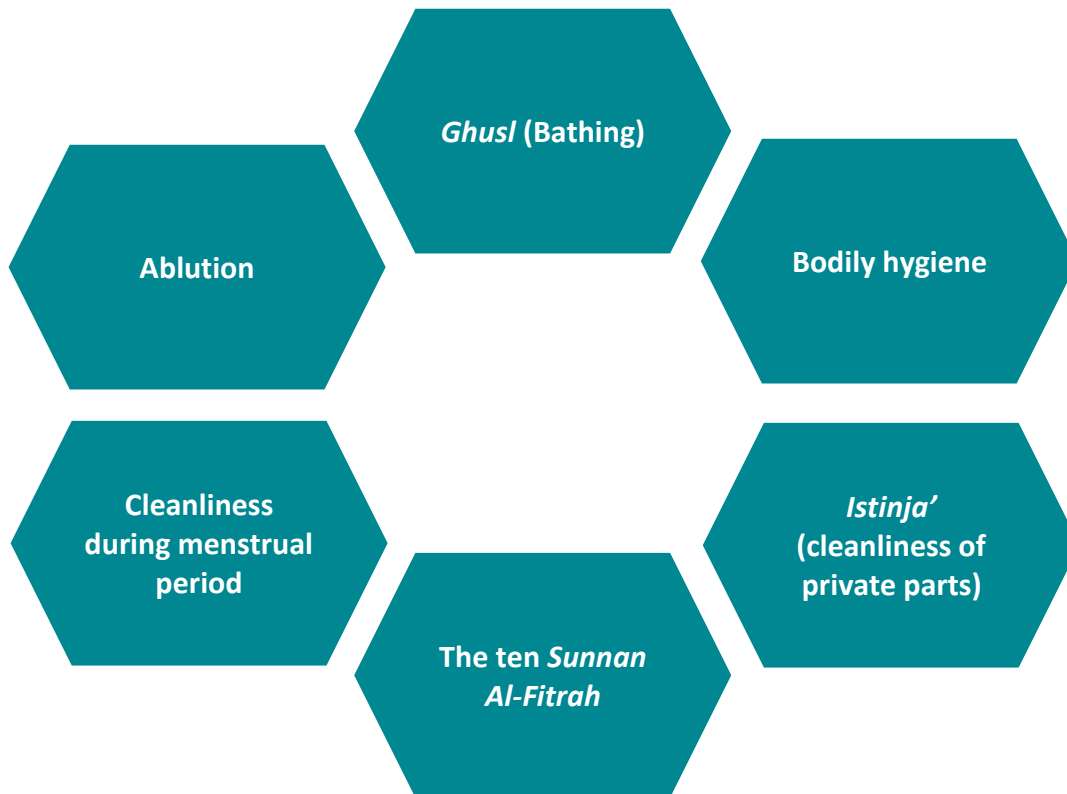 Ghusl (Bathing)
Ablution
Bodily hygiene
Cleanliness
during menstrual
period
Istinja’
(cleanliness of
private parts)
The ten Sunnan
Al-Fitrah